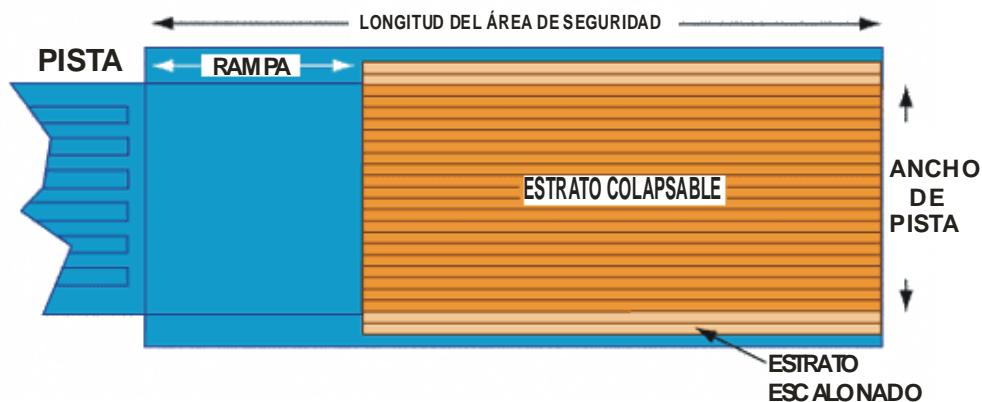 LONGITUD DEL ÁREA DE SEGURIDAD
PISTA
RAMPA
ESTRATO COLAPSABLE
ANCHO
DE
PISTA
ESTRATO
ESCALONADO